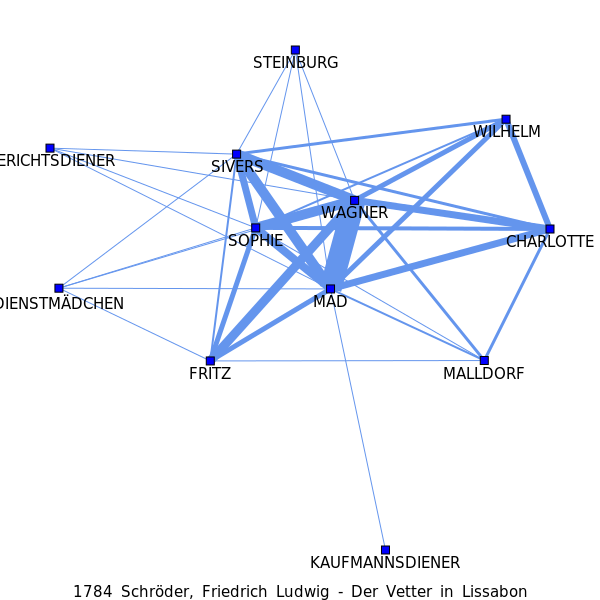 STEINBURG
WILHELM
ERICHTSDIENER
SIVERS
WAGNER
SOPHIE
CHARLOTTE
DIENSTMÄDCHEN
MAD
FRITZ
MALLDORF
KAUFMANNSDIENER
1784 Schröder, Friedrich Ludwig - Der Vetter in Lissabon